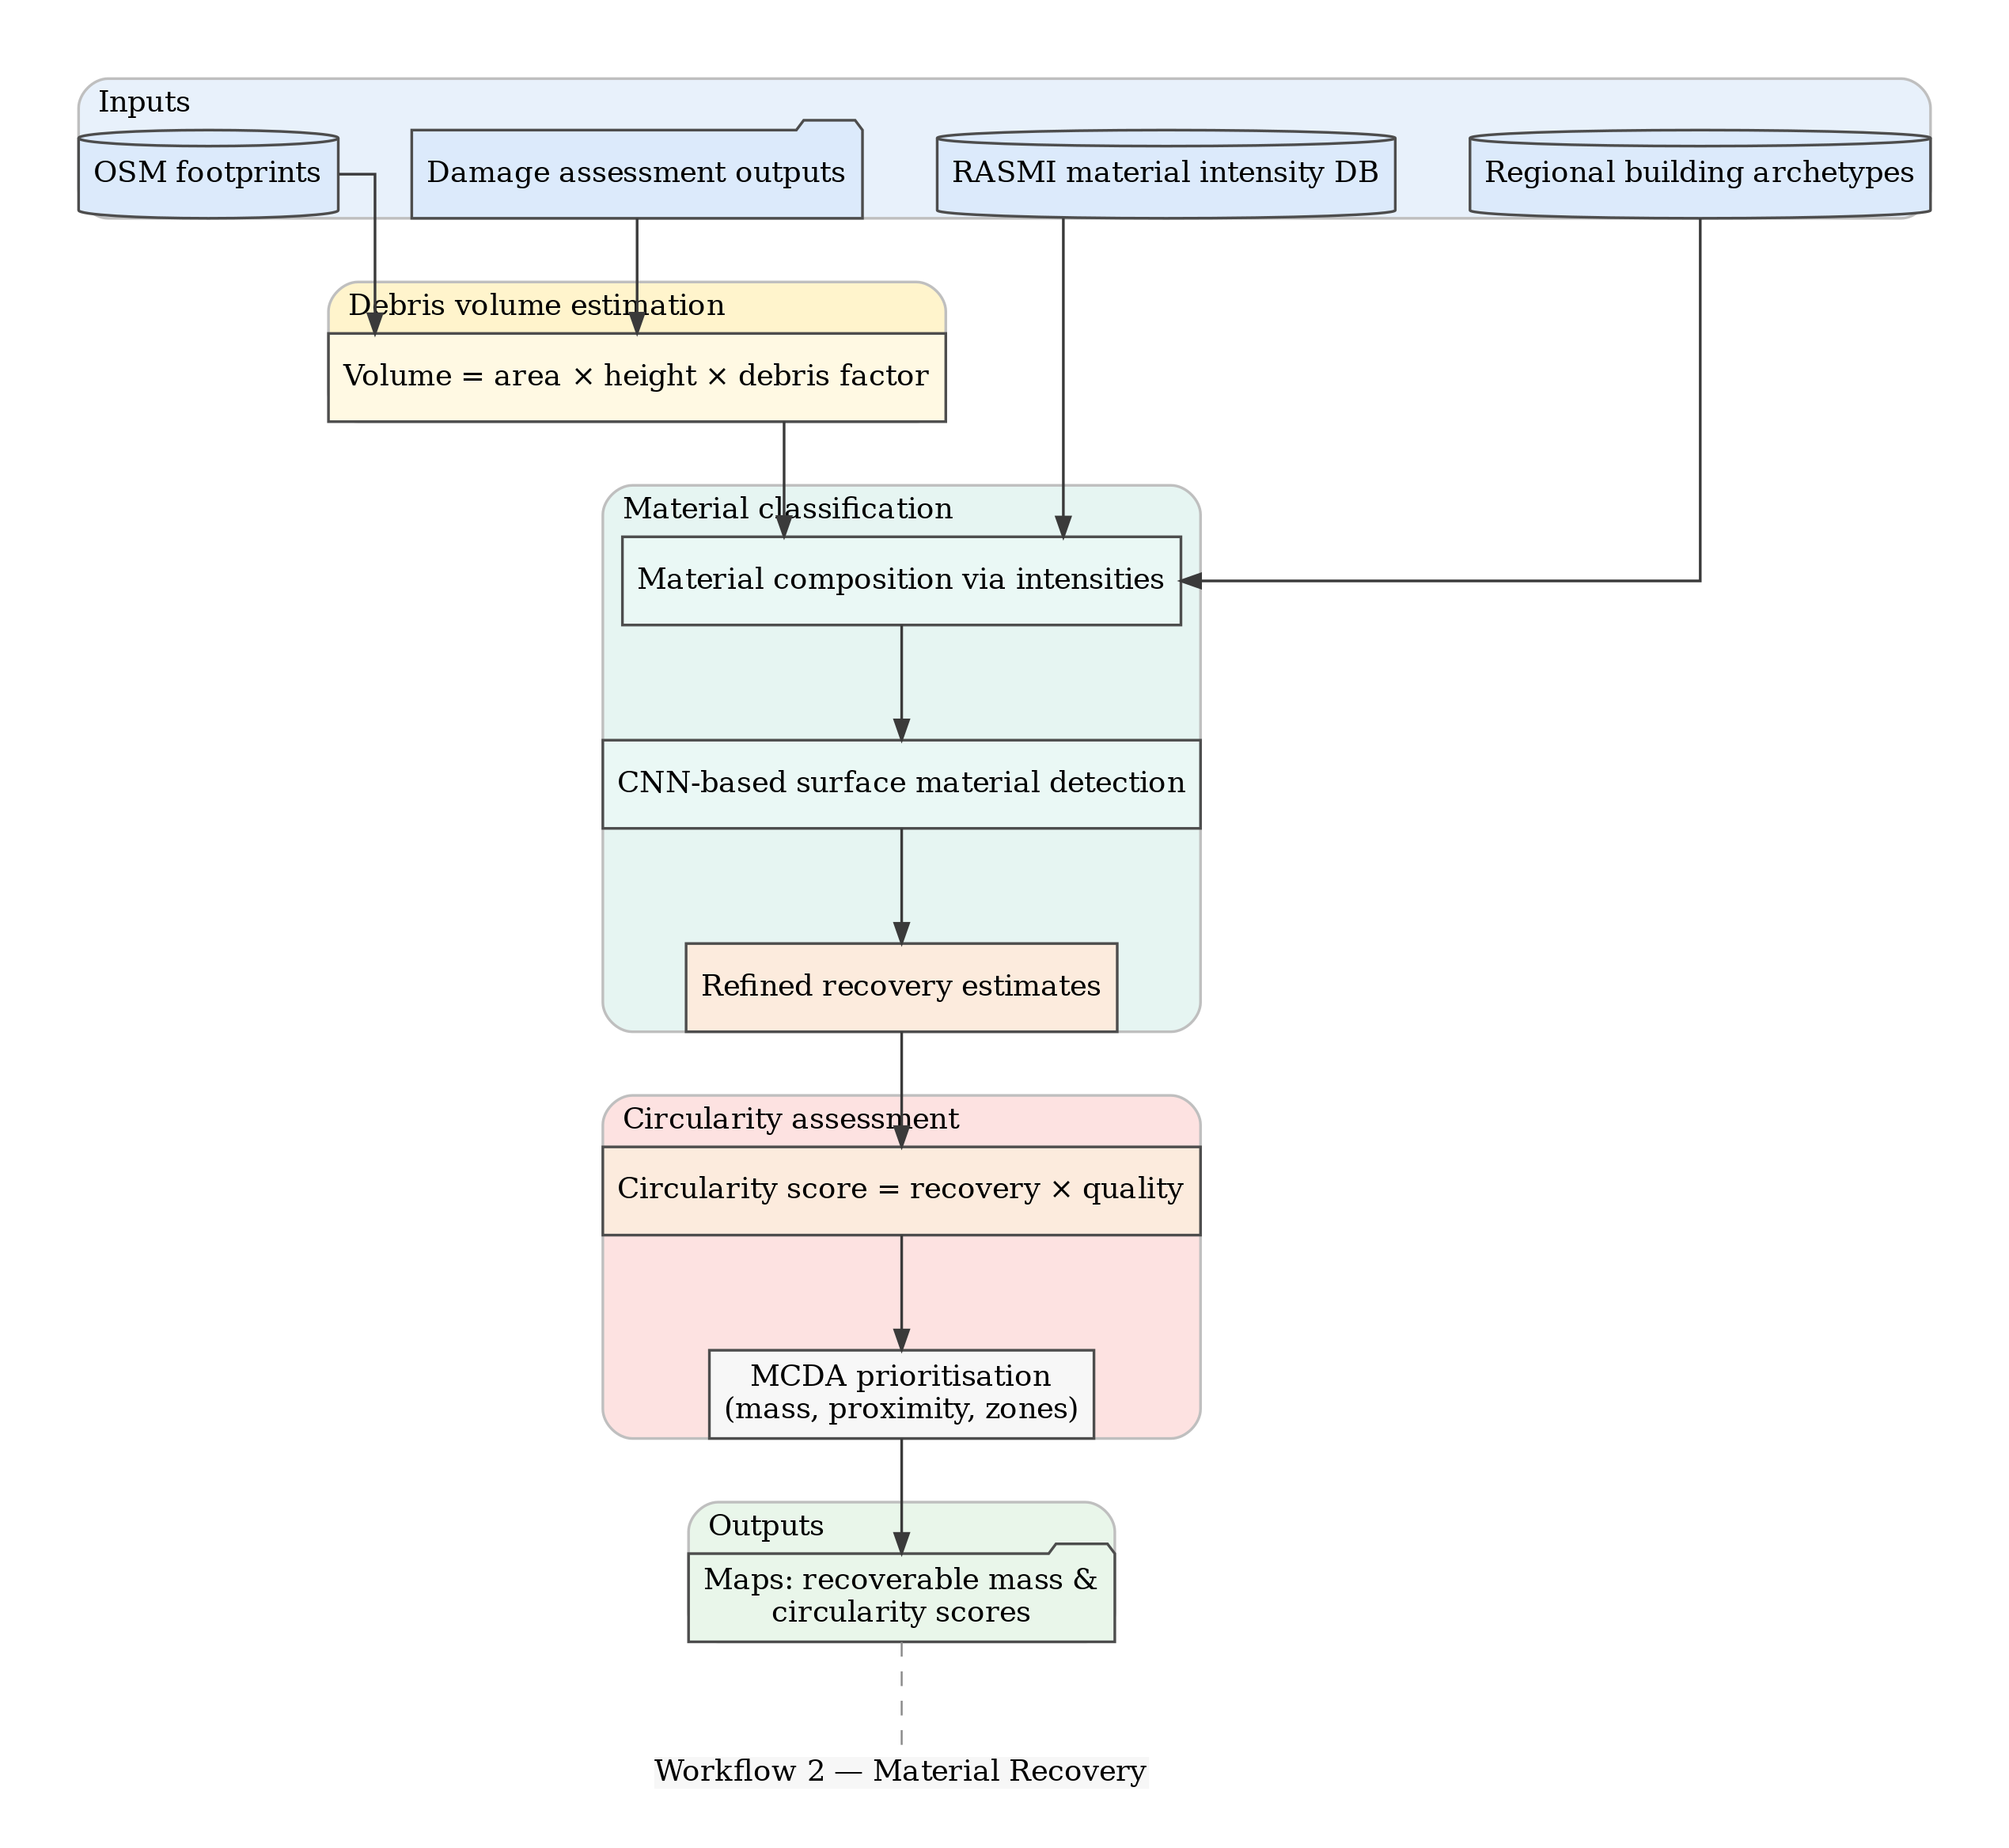 Inputs
OSM footprints
Damage assessment outputs
RASMI material intensity DB
Regional building archetypes
Debris volume estimation
Volume = area × height × debris factor
Material classification
Material composition via intensities
CNN-based surface material detection
Refined recovery estimates
Circularity assessment
Circularity score = recovery × quality
MCDA prioritisation
(mass, proximity, zones)
Outputs
Maps: recoverable mass &
circularity scores
Workflow 2 — Material Recovery